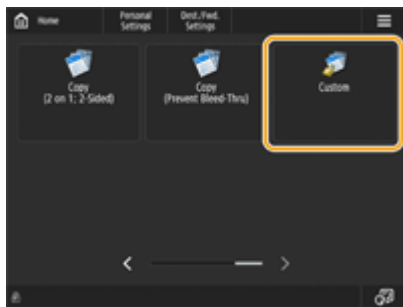 Home
Personal
Settings
Dest./Fwd.
Settings
Copy
(2 on 1: 2-Sided)
Copy
(Prevent Bleed-Thru)
Custom